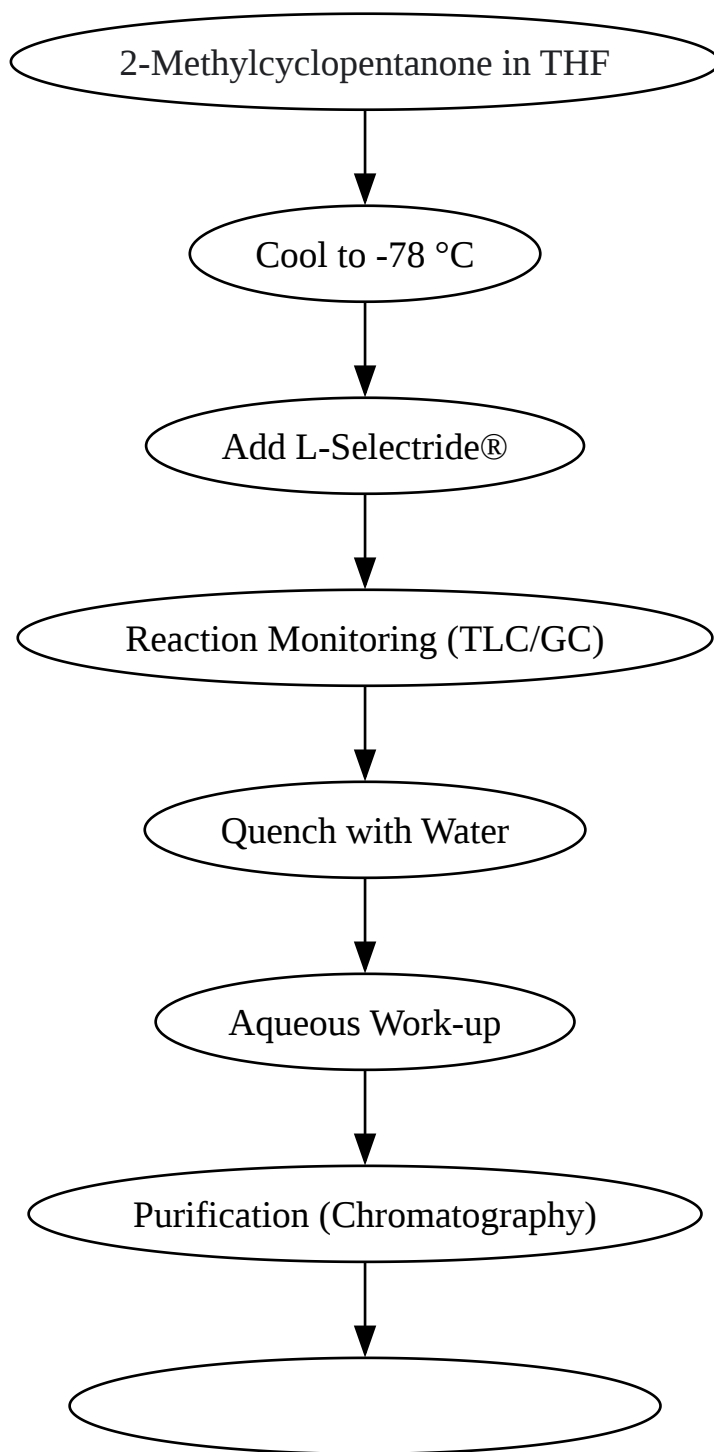 2-Methylcyclopentanone in THF
Cool to -78 °C
Add L-Selectride®
Reaction Monitoring (TLC/GC)
Quench with Water
Aqueous Work-up
Purification (Chromatography)